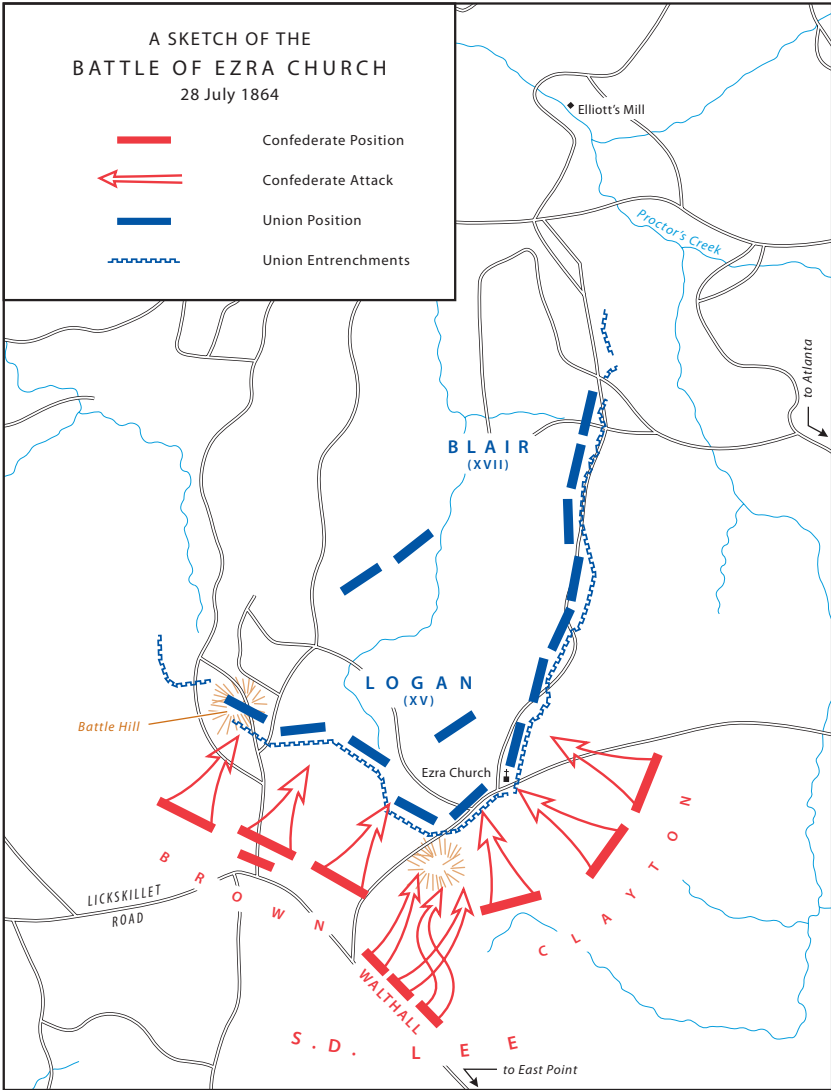 A SKETCH OF THE
BATTLE OF EZRA CHURCH
28 July 1864
Confederate Position
Confederate Attack
Union Position
Union Entrenchments
Elliott's Mill
Proctor's Creek
to Atlanta
BLAIR
(XVII)
LOGAN
(XV)
Battle Hill
Ezra Church
BROWN
CLAYTON
LICKSKILLET
ROAD
WALTHALL
S.D. LEE
to East Point